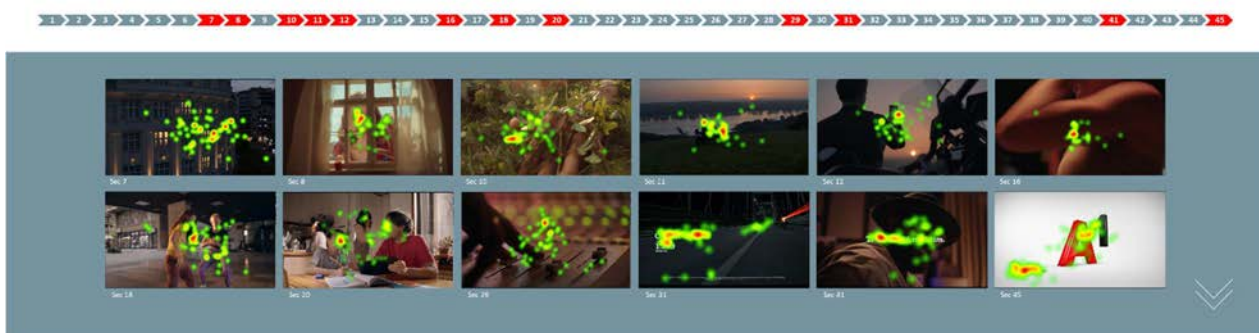 1 2 3 4 5 6 7 8 9 10 11 12 13 14 15 16 17 18 19 20 21 22 23 24 25 26 27 28 29 30 31 32 33 34 35 36 37 38 39 40 41 42 43 44 45
Sec 7 Sec 8 Sec 10 Sec 11 Sec 12 Sec 16
A1
Sec 18 Sec 20 Sec 29 Sec 31 Sec 41 Sec 45